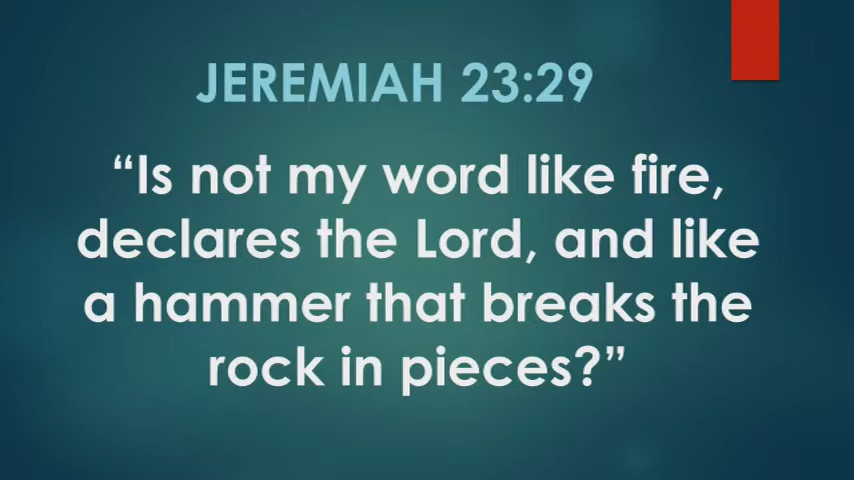 JEREMIAH 23:29
“Is not my word like fire,
declares the Lord, and like
a hammer that breaks the
rock in pieces?”